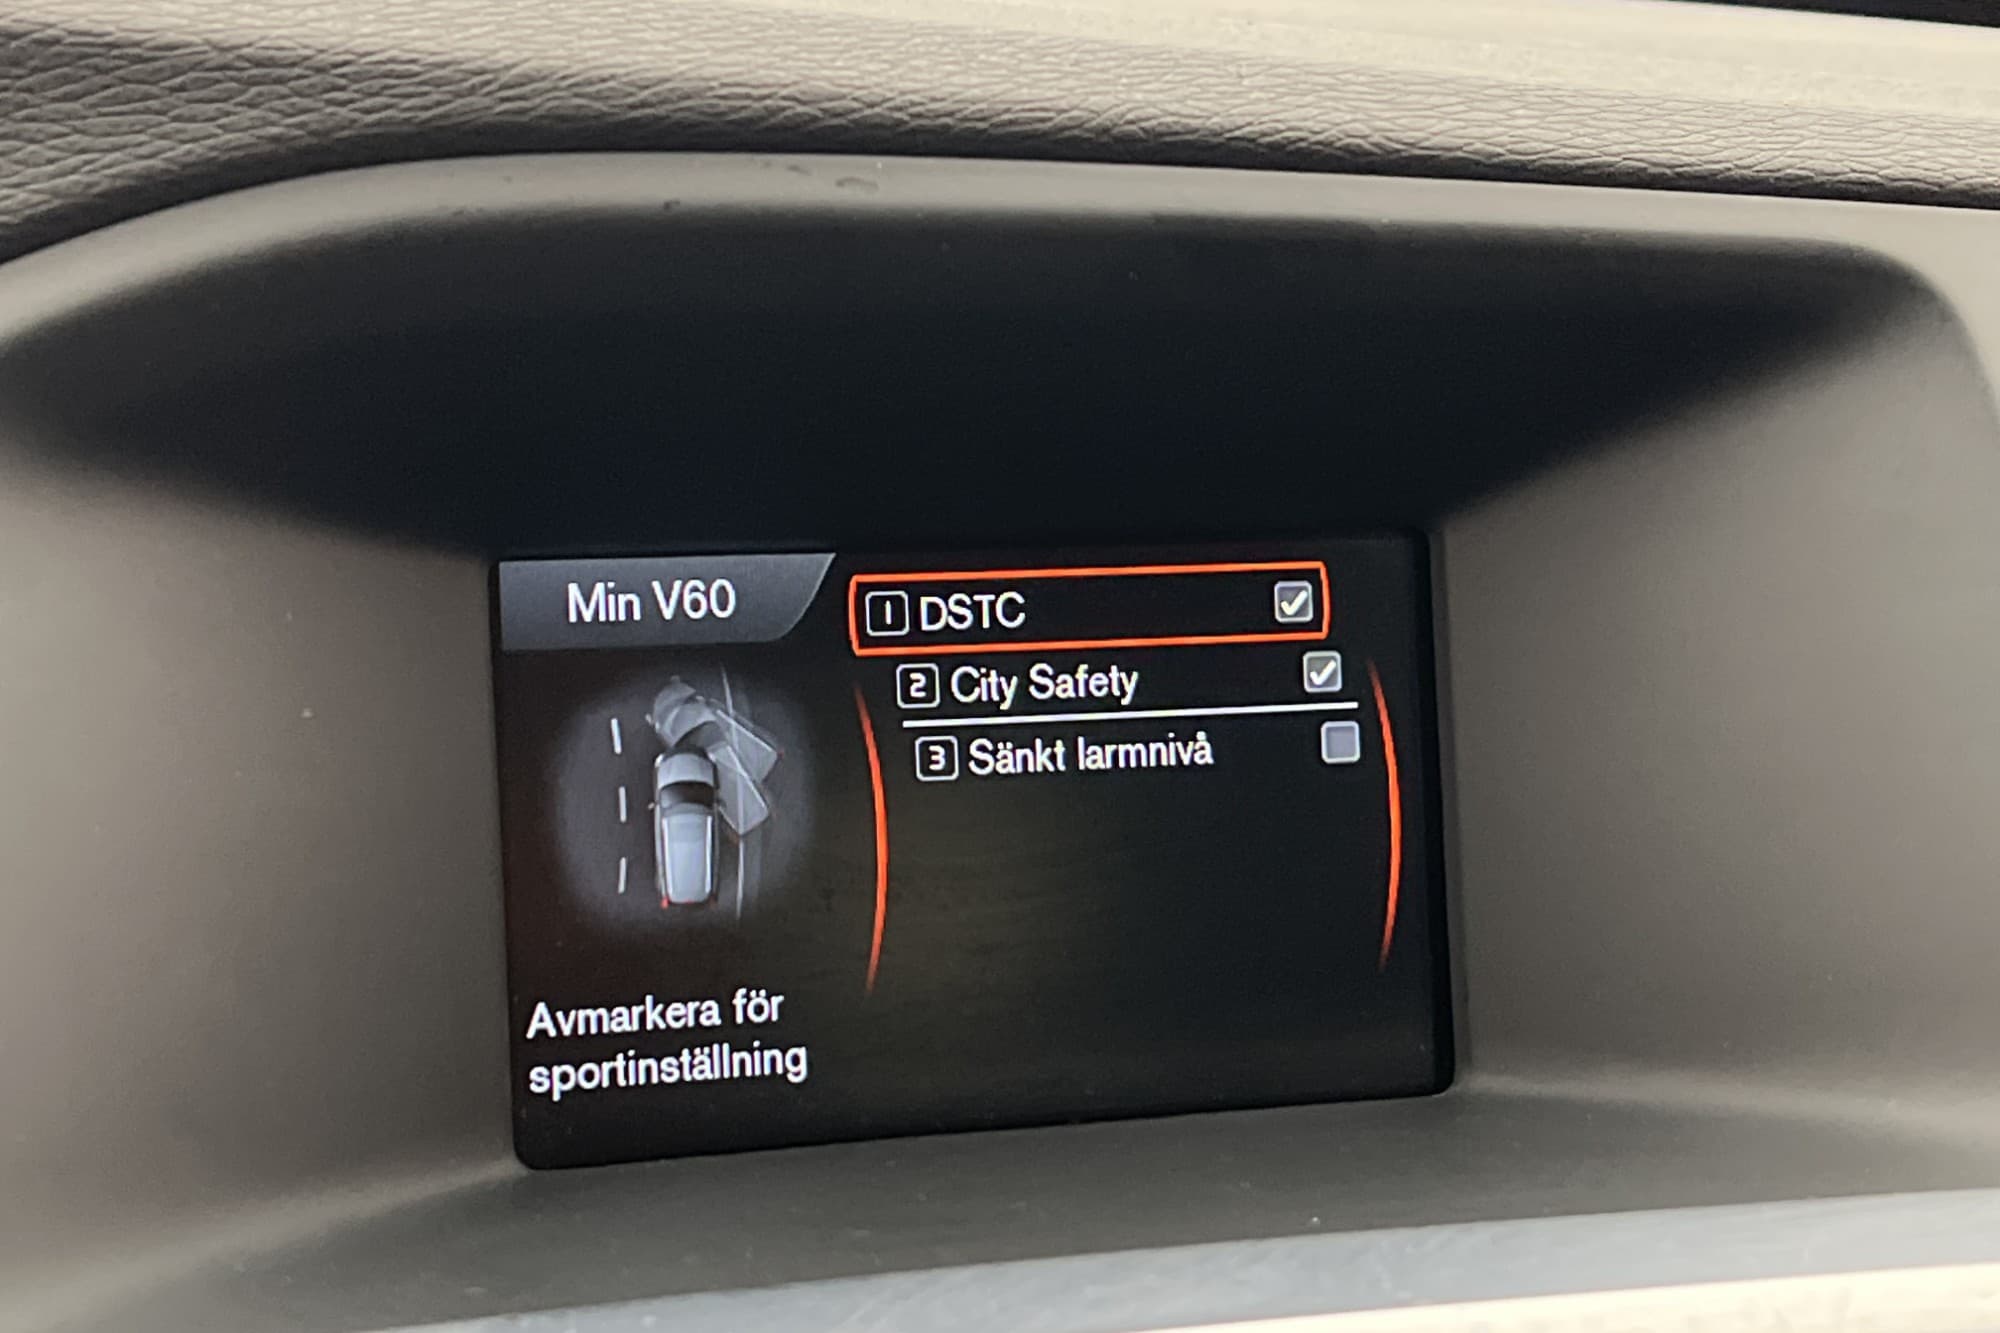 Min V60
1 DSTC
2 City Safety
3 Sänkt larmnivå
Avmarkera för
sportinställning